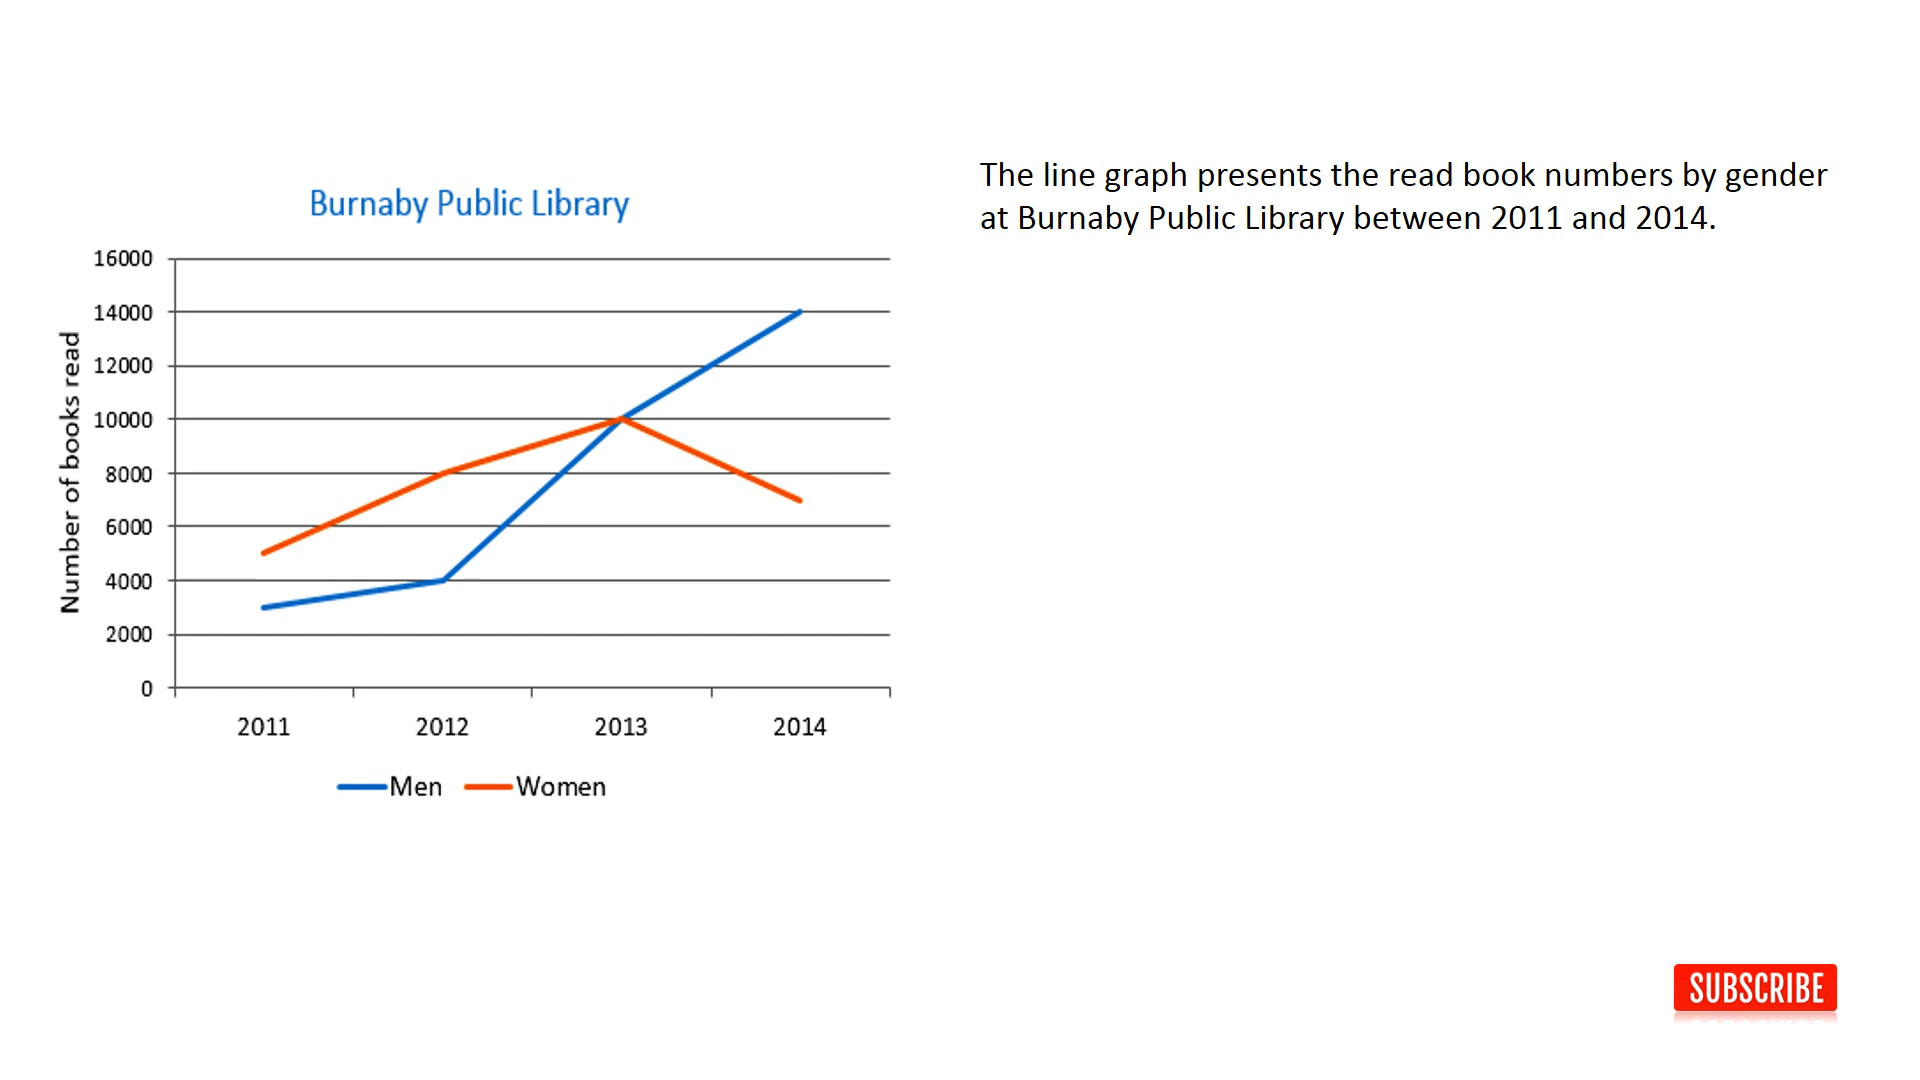 The line graph presents the read book numbers by gender
at Burnaby Public Library between 2011 and 2014.
Burnaby Public Library
Number of books read
16000
14000
12000
10000
8000
6000
4000
2000
0
2011 2012 2013 2014
Men Women
SUBSCRIBE